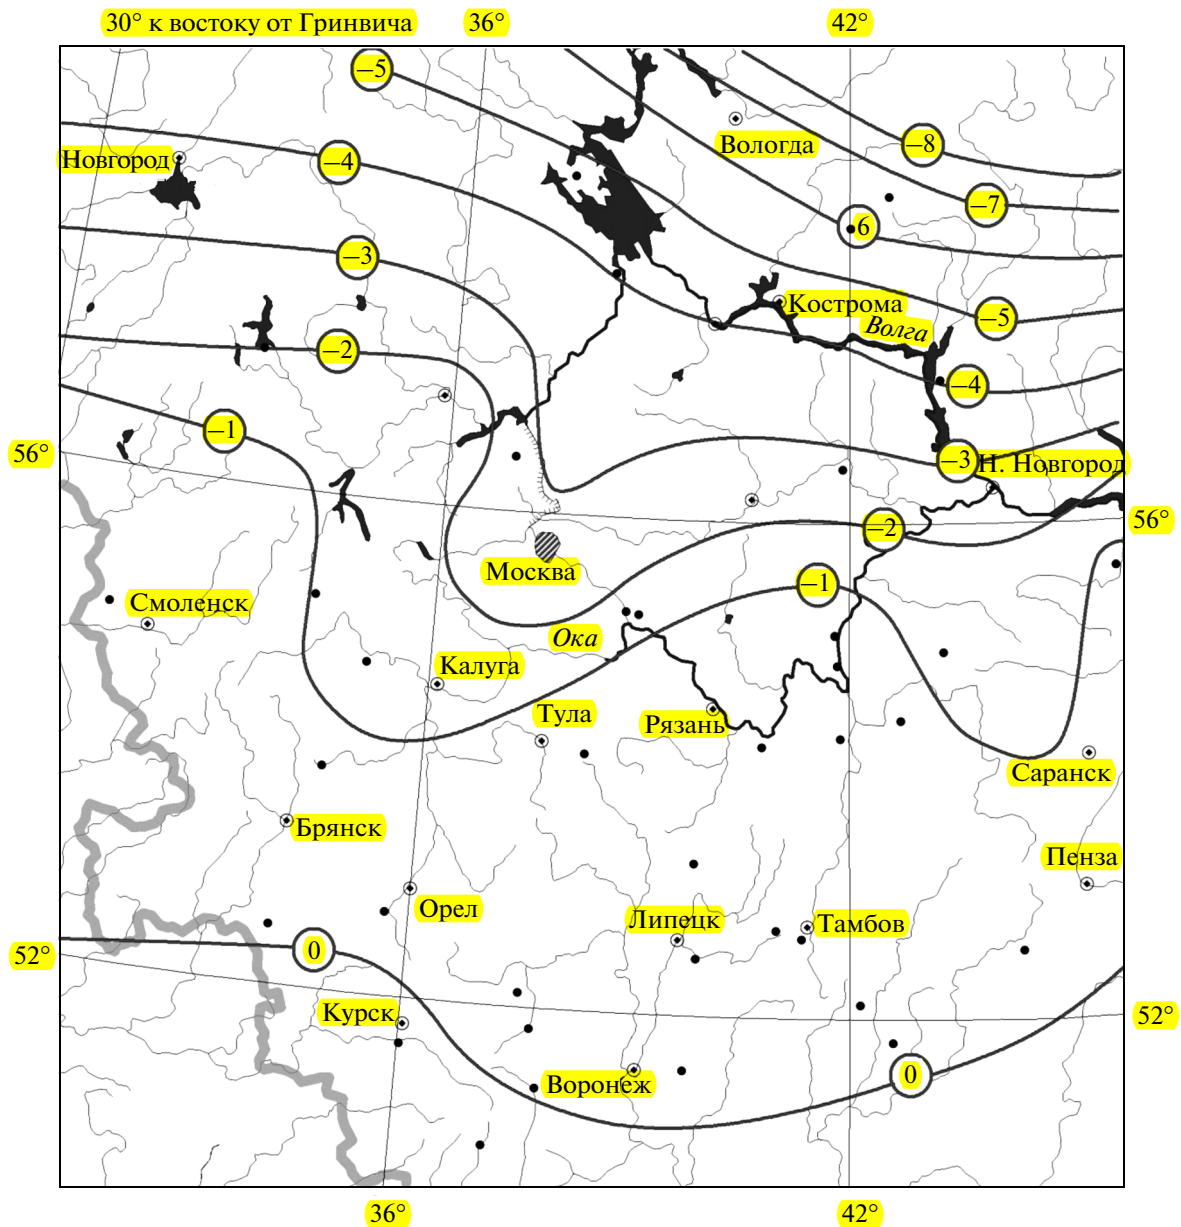 30° к востоку от Гринвича
36°
42°
–5
–8
Вологда
Новгород
–4
–7
6
–3
Кострома
–5
Волга
–2
–4
–1
56°
–3
Н. Новгород
56°
–2
Москва
–1
Смоленск
Ока
Калуга
Тула
Рязань
Саранск
Брянск
Пенза
Орел
Липецк
Тамбов
52°
0
Курск
52°
Воронеж
0
36°
42°